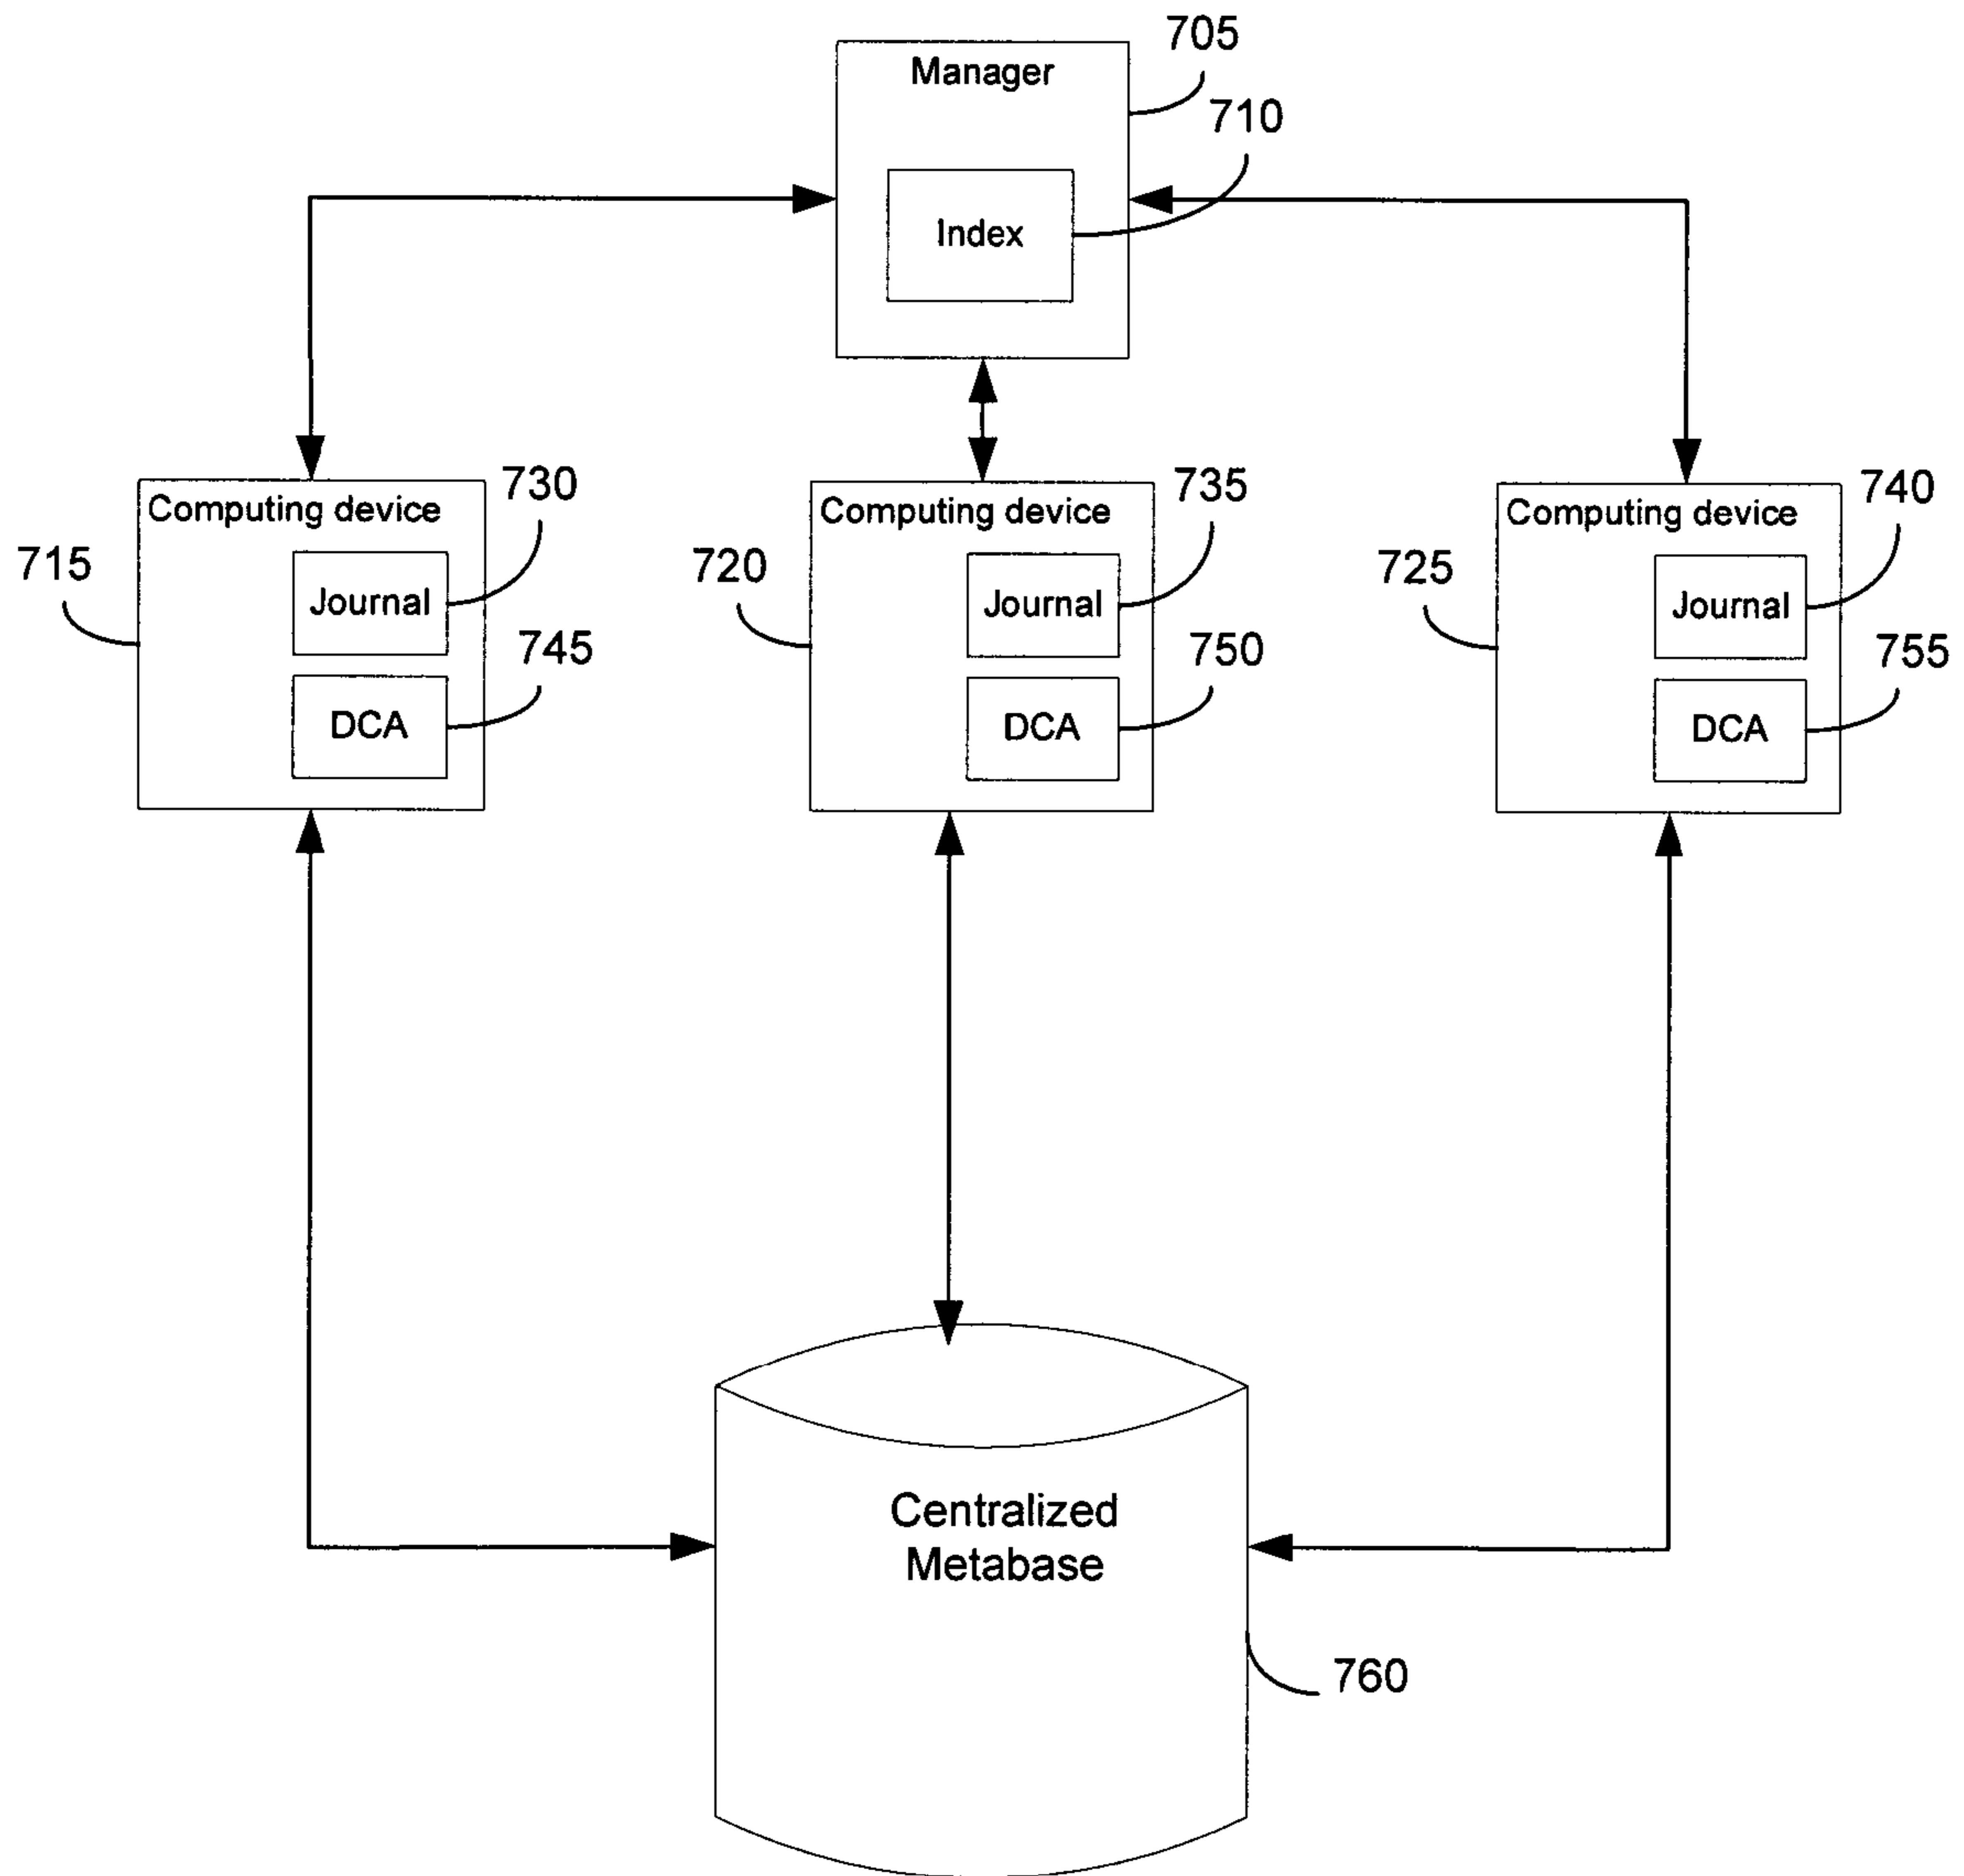 705
Manager
710
Index
Computing device
730
715
Journal
745
DCA
Computing device
735
720
Journal
750
DCA
Computing device
740
725
Journal
755
DCA
Centralized
Metabase
760